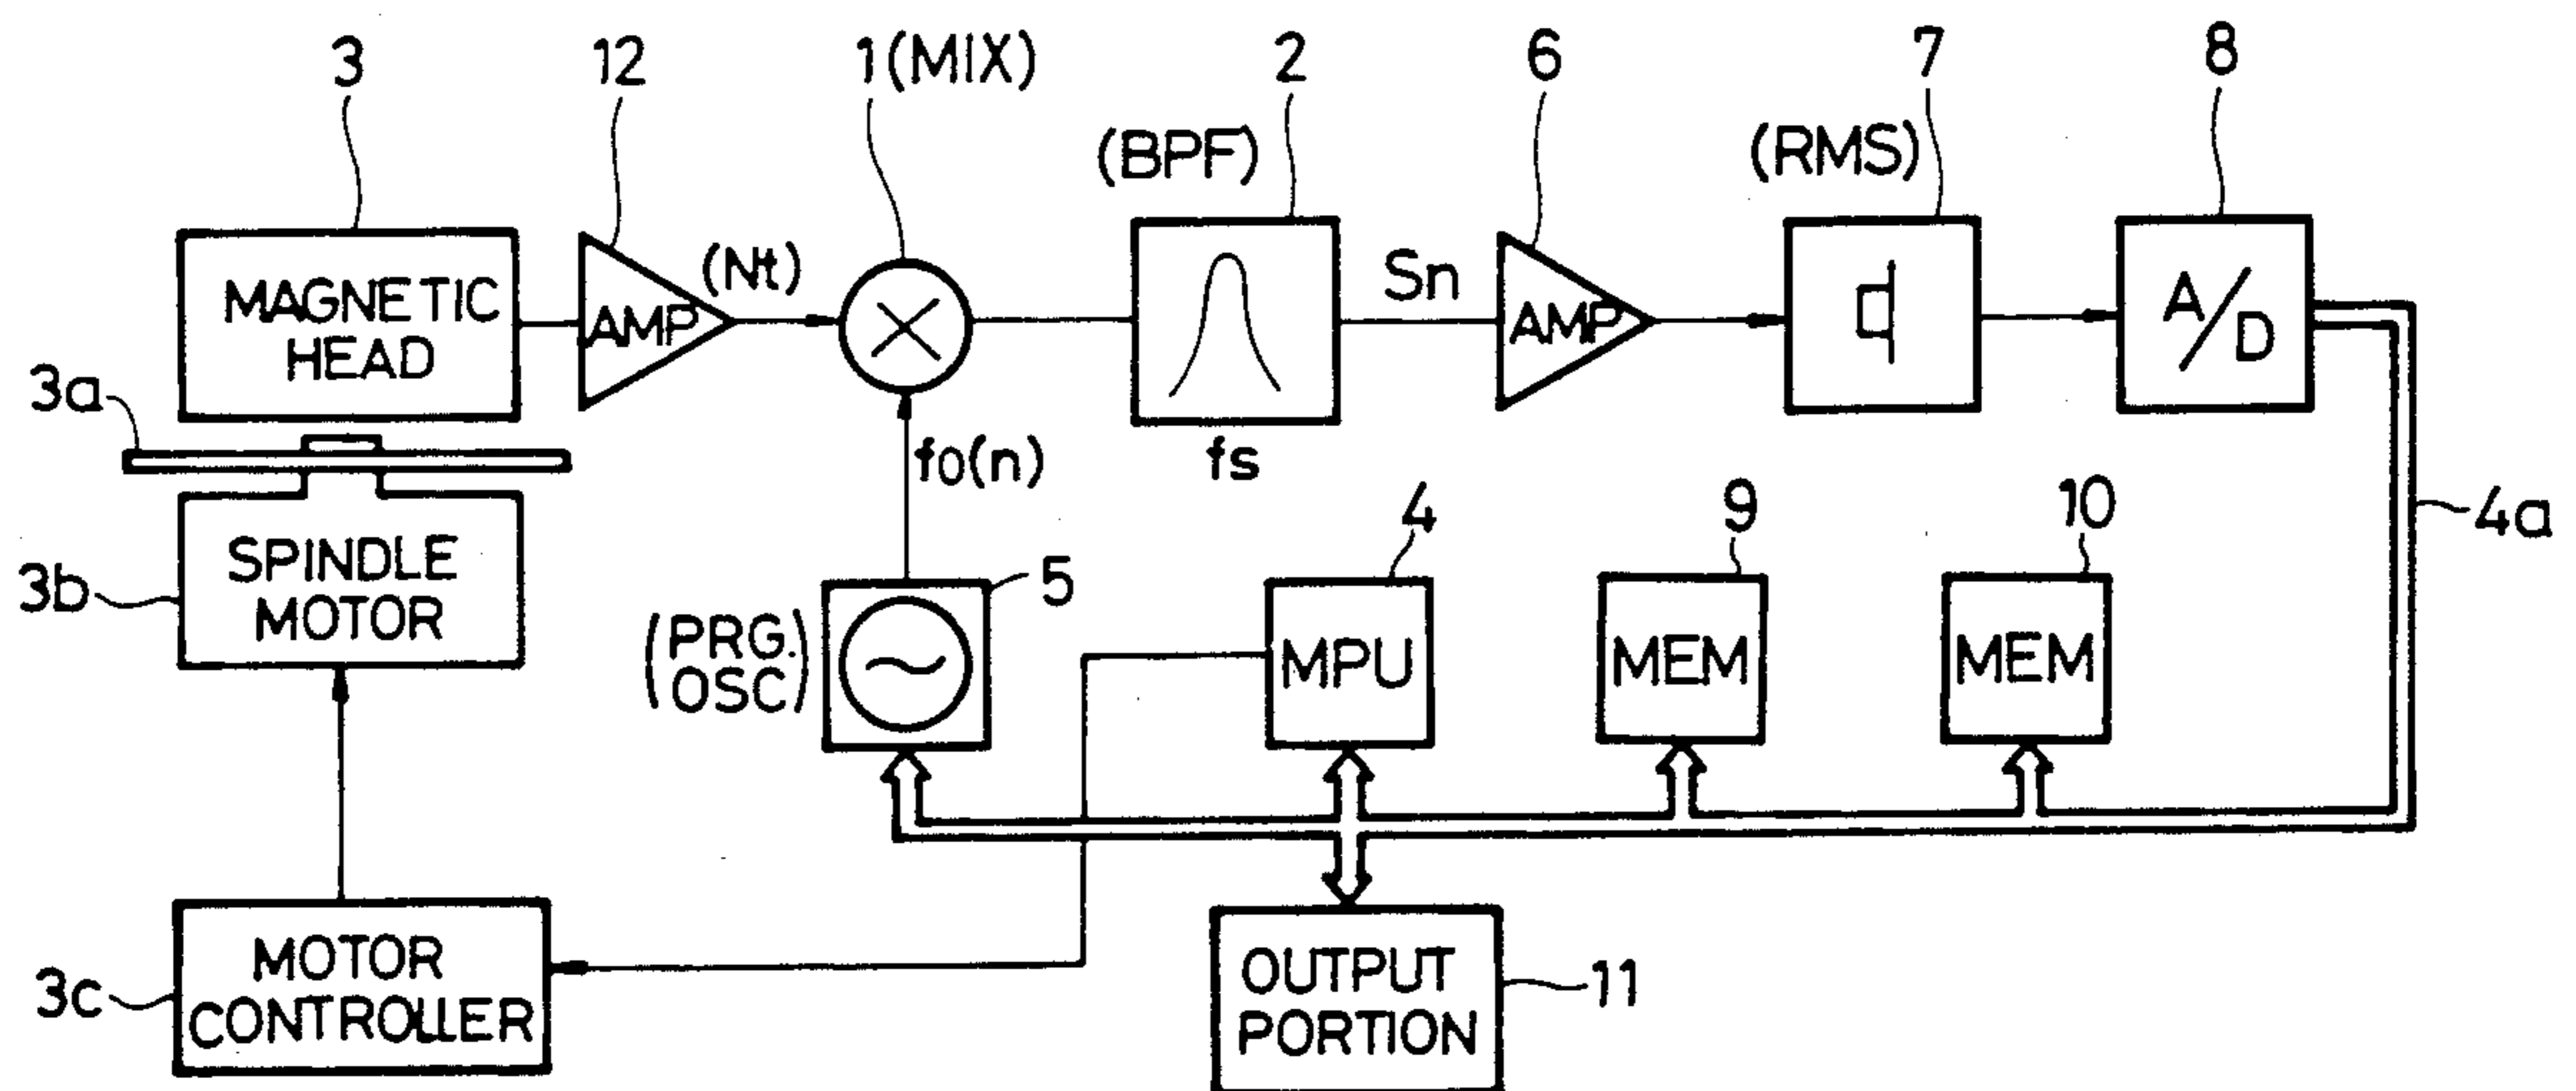 3
12
1(MIX)
2
6
7
8
(BPF)
(RMS)
MAGNETIC
HEAD
AMP
(Nt)
Sn
AMP
A/D
3a
fo(n)
fs
SPINDLE
MOTOR
3b
(PRG.
OSC)
5
4
MPU
9
MEM
10
MEM
4a
MOTOR
CONTROLLER
3c
OUTPUT
PORTION
11